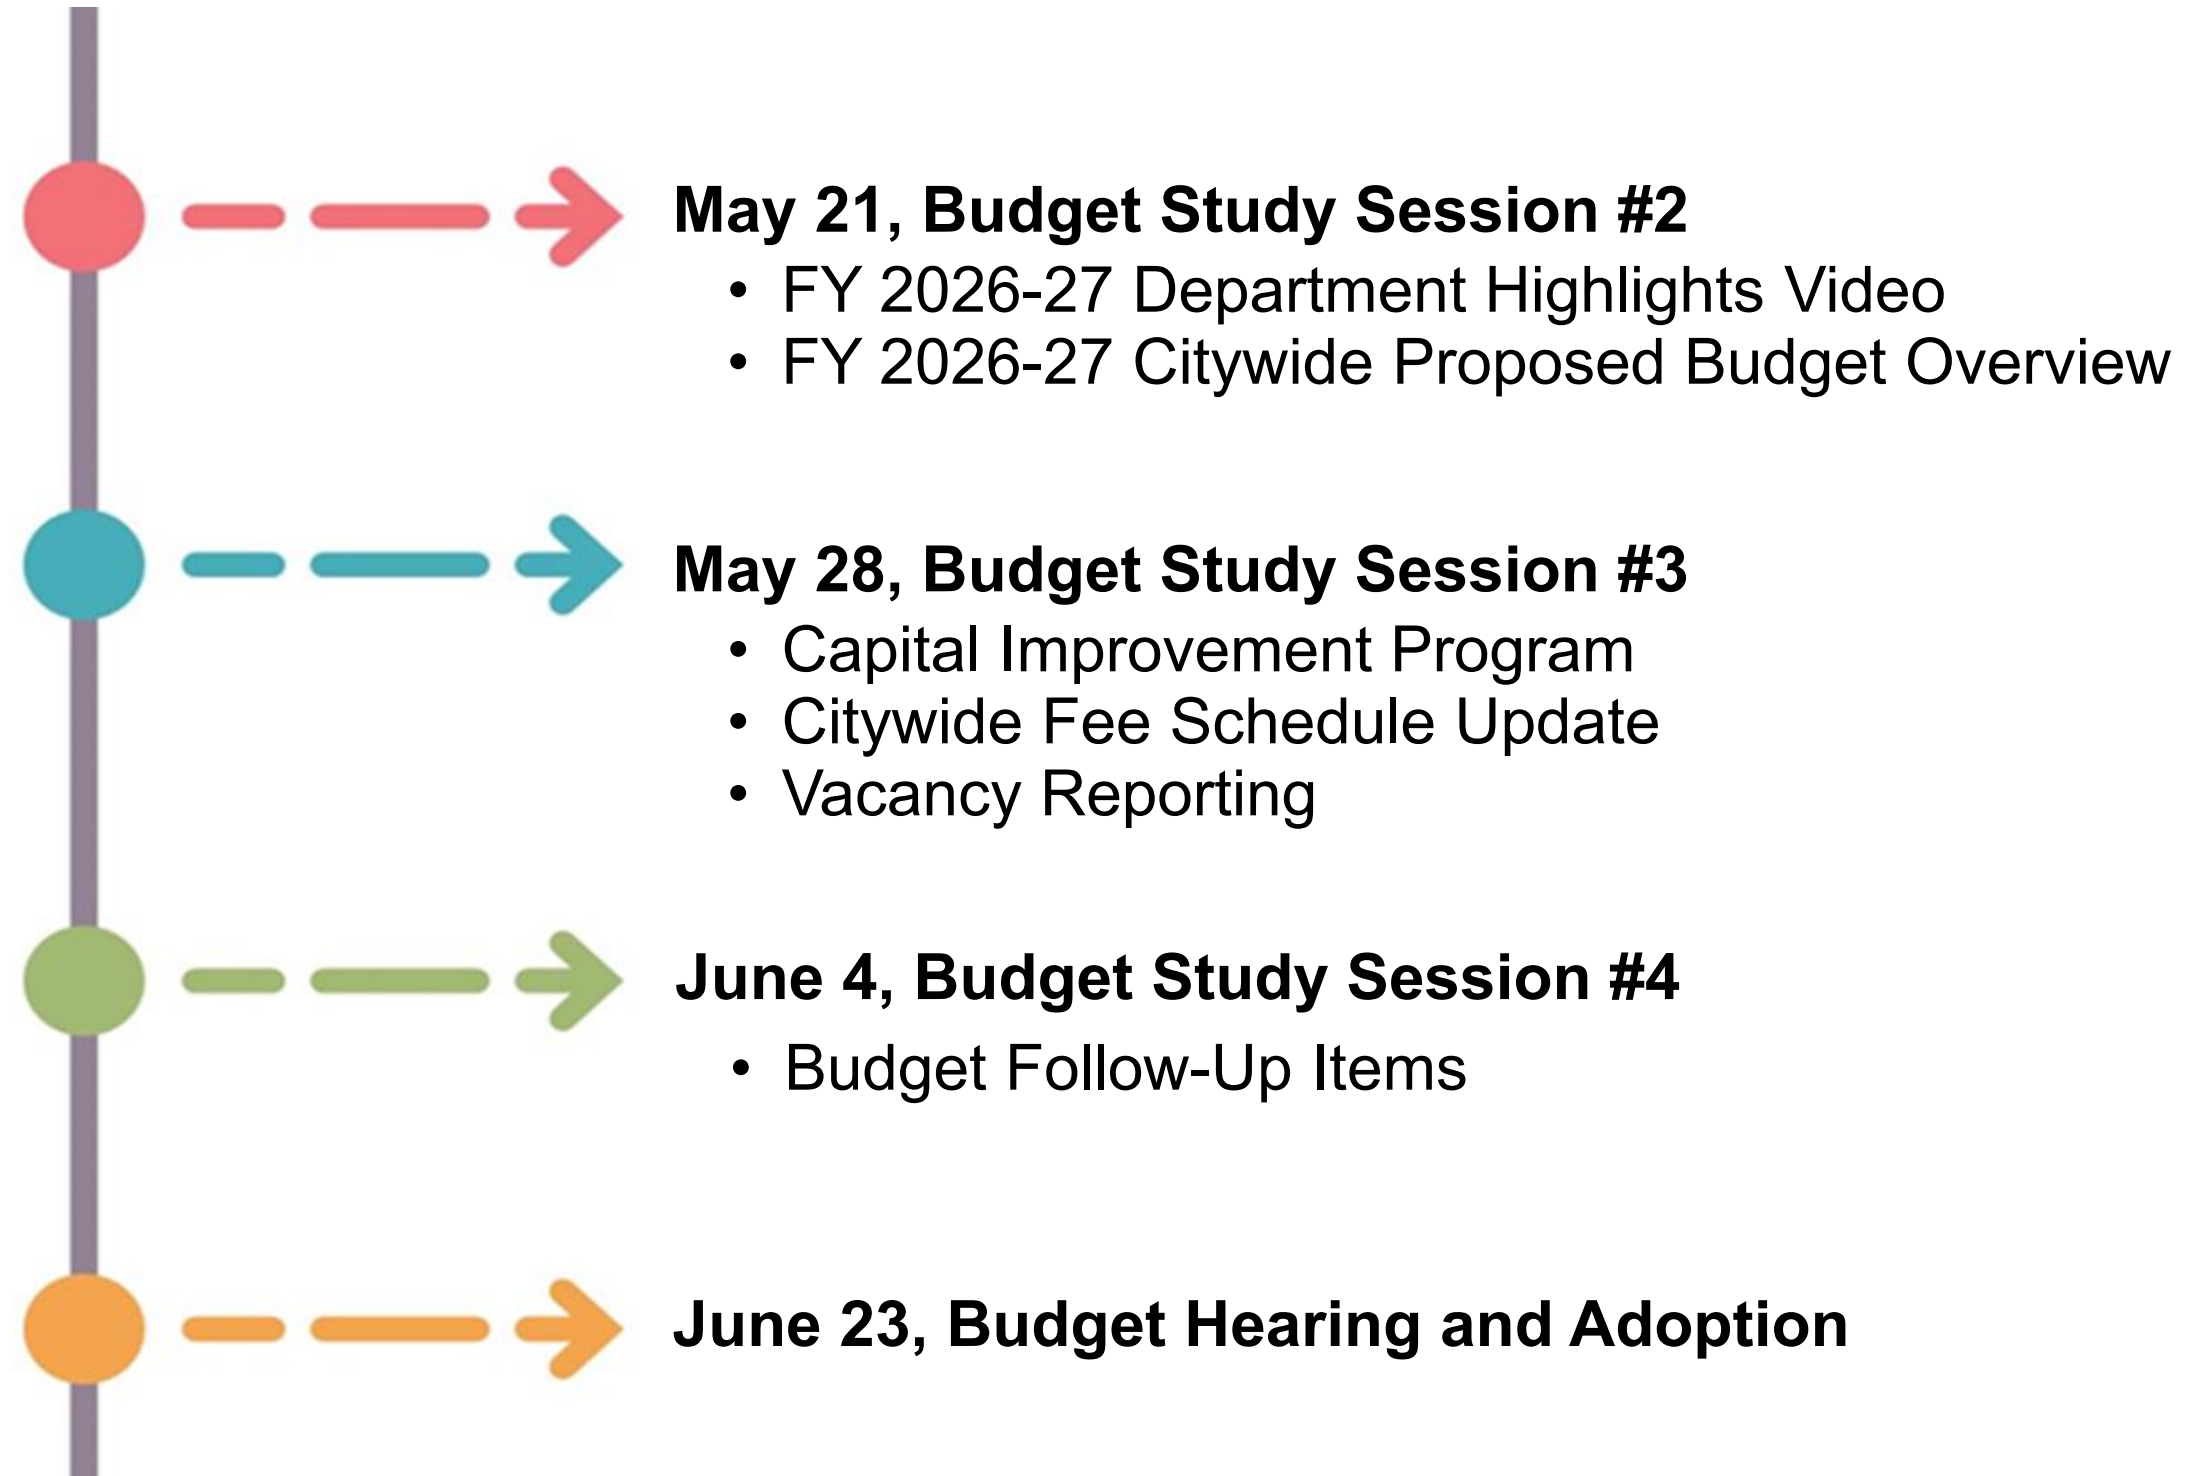 May 21, Budget Study Session #2
• FY 2026-27 Department Highlights Video
• FY 2026-27 Citywide Proposed Budget Overview
May 28, Budget Study Session #3
• Capital Improvement Program
• Citywide Fee Schedule Update
• Vacancy Reporting
June 4, Budget Study Session #4
• Budget Follow-Up Items
June 23, Budget Hearing and Adoption